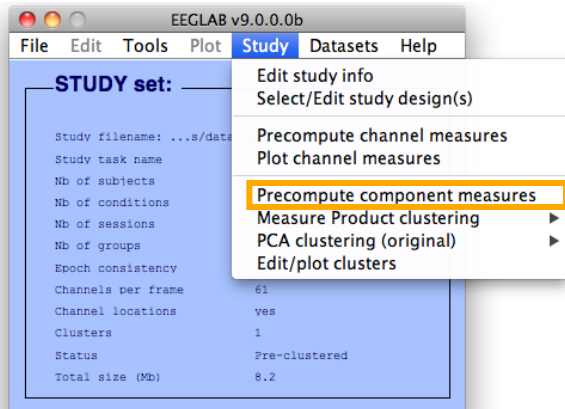 EEGLAB v9.0.0.0b
File Edit Tools Plot Study Datasets Help
STUDY set:
Edit study info
Select/Edit study design(s)
Precompute channel measures
Plot channel measures
Precompute component measures
Measure Product clustering
PCA clustering (original)
Edit/plot clusters
Study filename: ...s/data/
Study task name
Nb of subjects
Nb of conditions
Nb of sessions
Nb of groups
Epoch consistency
Channels per frame 61
Channel locations yes
Clusters 1
Status Pre-clustered
Total size (Mb) 8.2